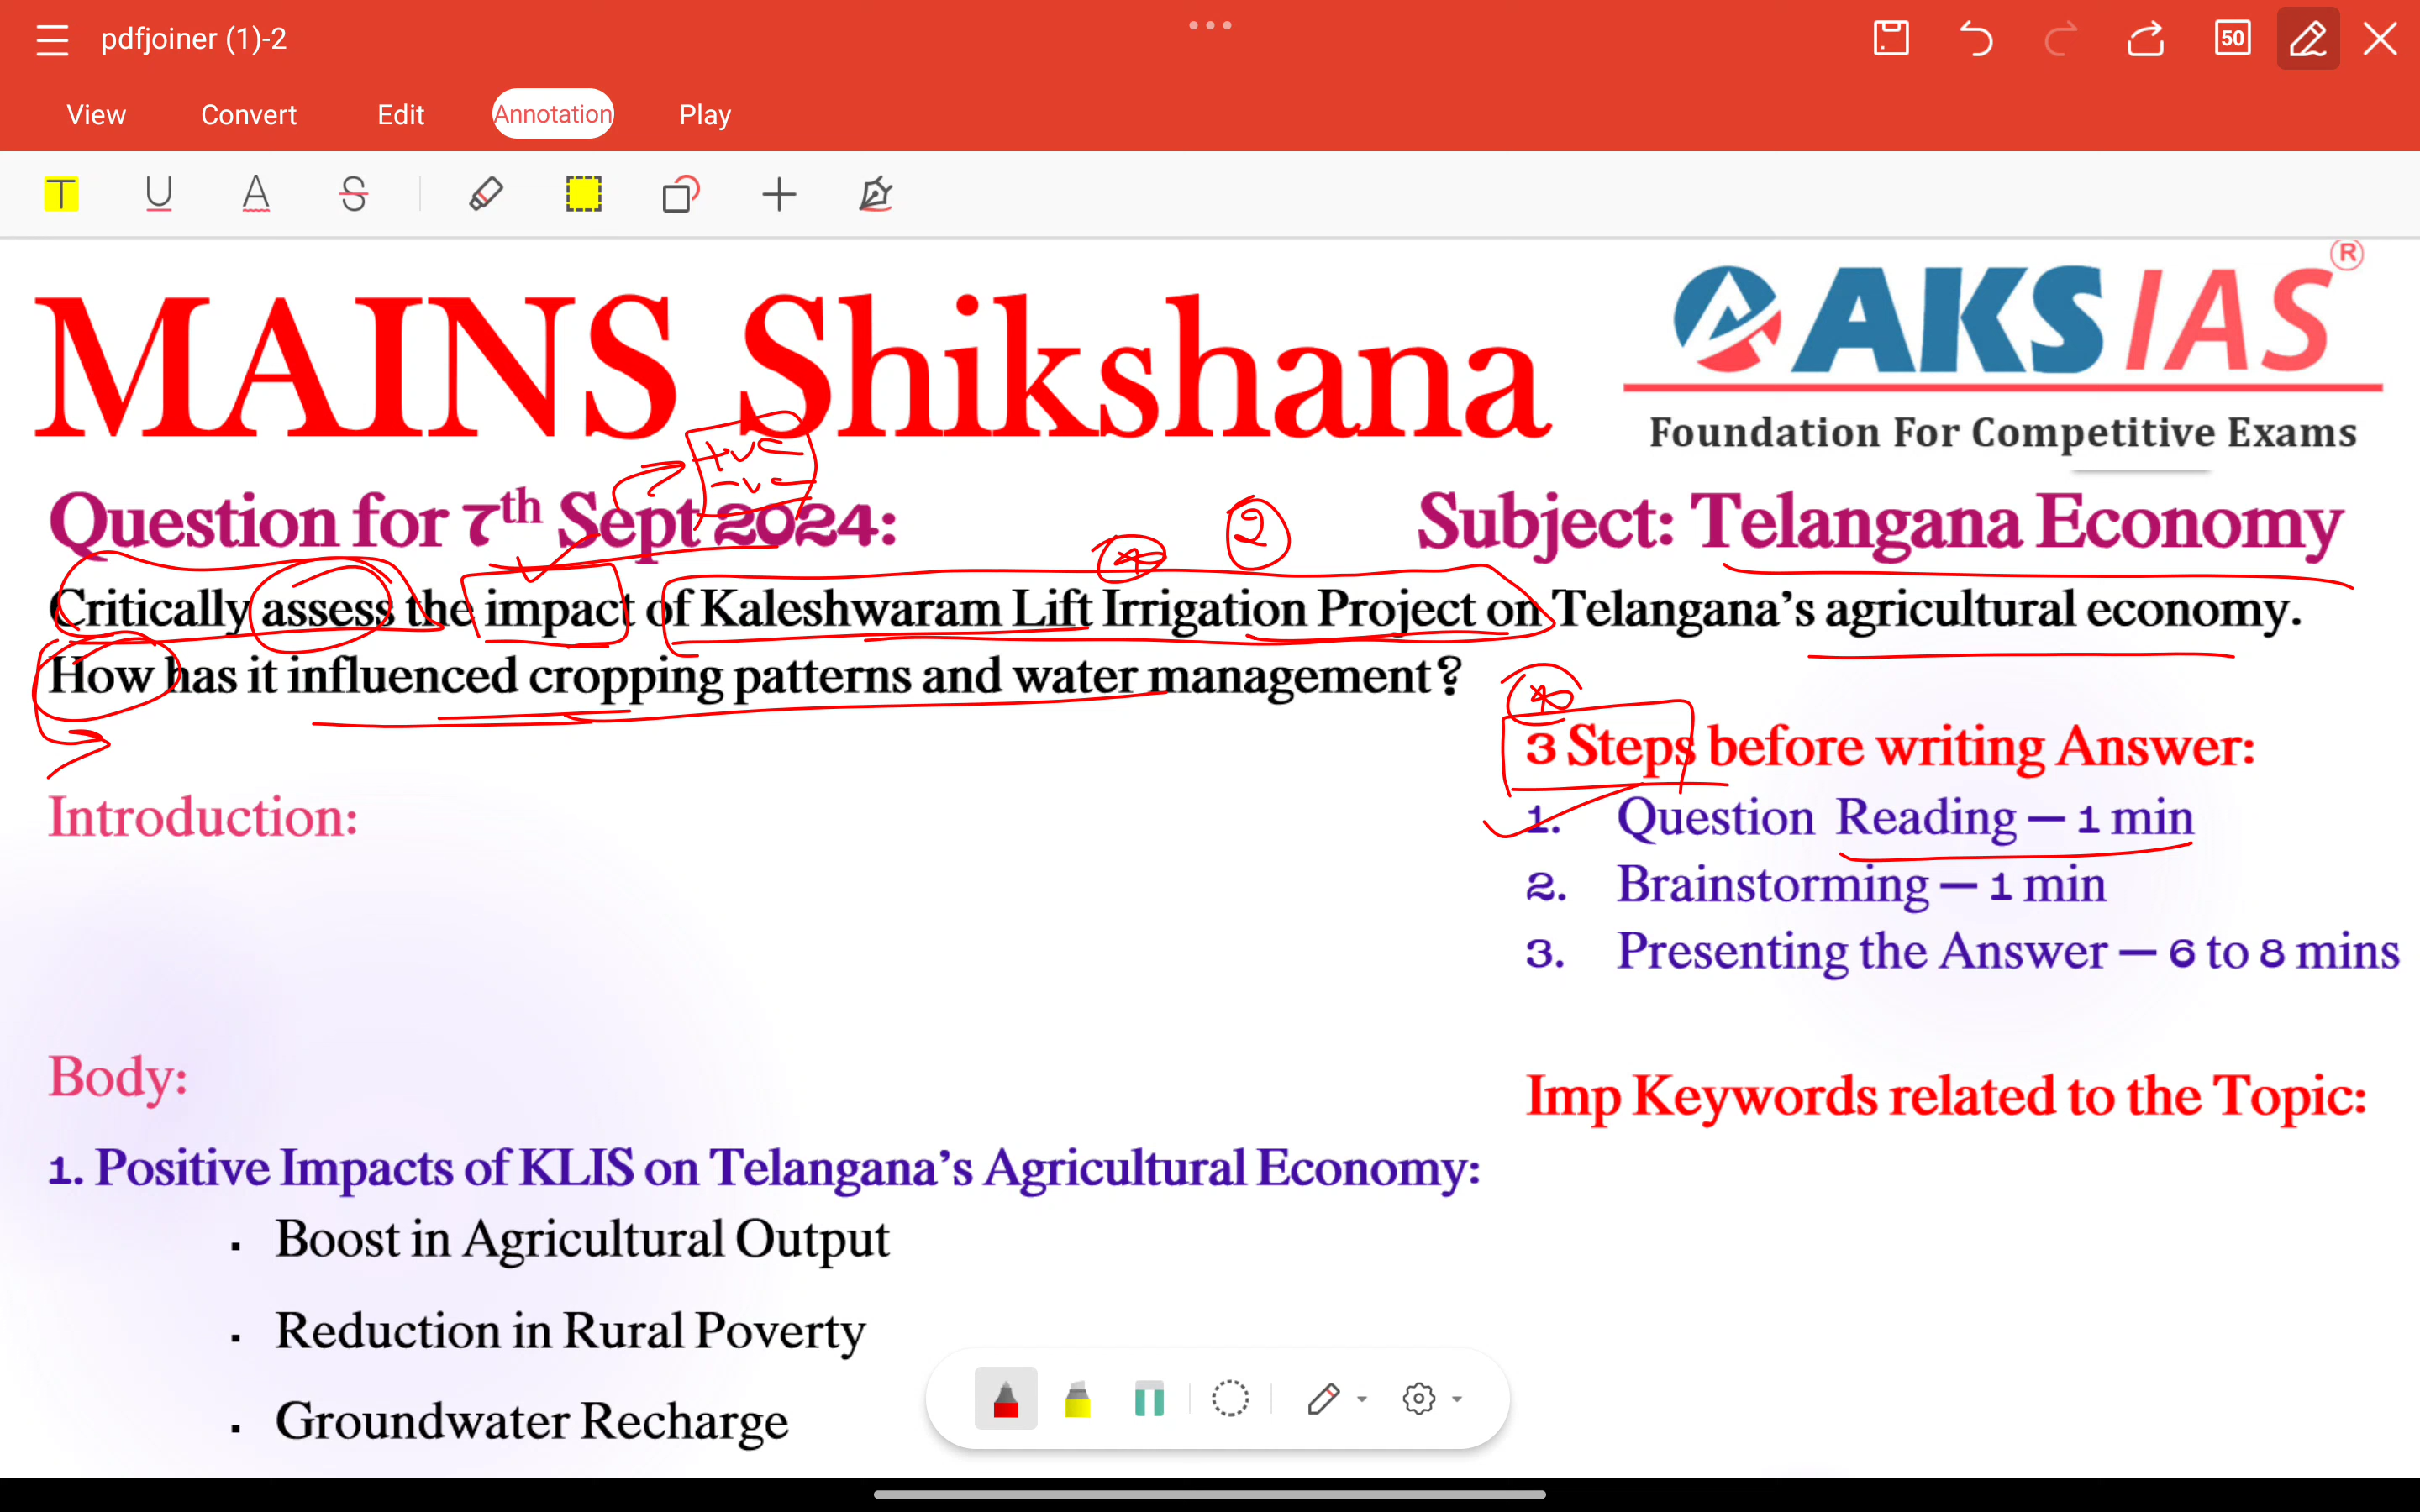 pdfjoiner (1)-2
50
View Convert Edit Annotation Play
T U A S
MAINS Shikshana
AKS IAS ®
Foundation For Competitive Exams
+ve
-ve
Question for 7th Sept 2024:
2
Subject: Telangana Economy
Critically assess the impact of Kaleshwaram Lift Irrigation Project on Telangana's agricultural economy.
How has it influenced cropping patterns and water management?
3 Steps before writing Answer:
1. Question Reading – 1 min
2. Brainstorming – 1 min
3. Presenting the Answer – 6 to 8 mins
Introduction:
Body:
Imp Keywords related to the Topic:
1. Positive Impacts of KLIS on Telangana's Agricultural Economy:
▪ Boost in Agricultural Output
▪ Reduction in Rural Poverty
▪ Groundwater Recharge